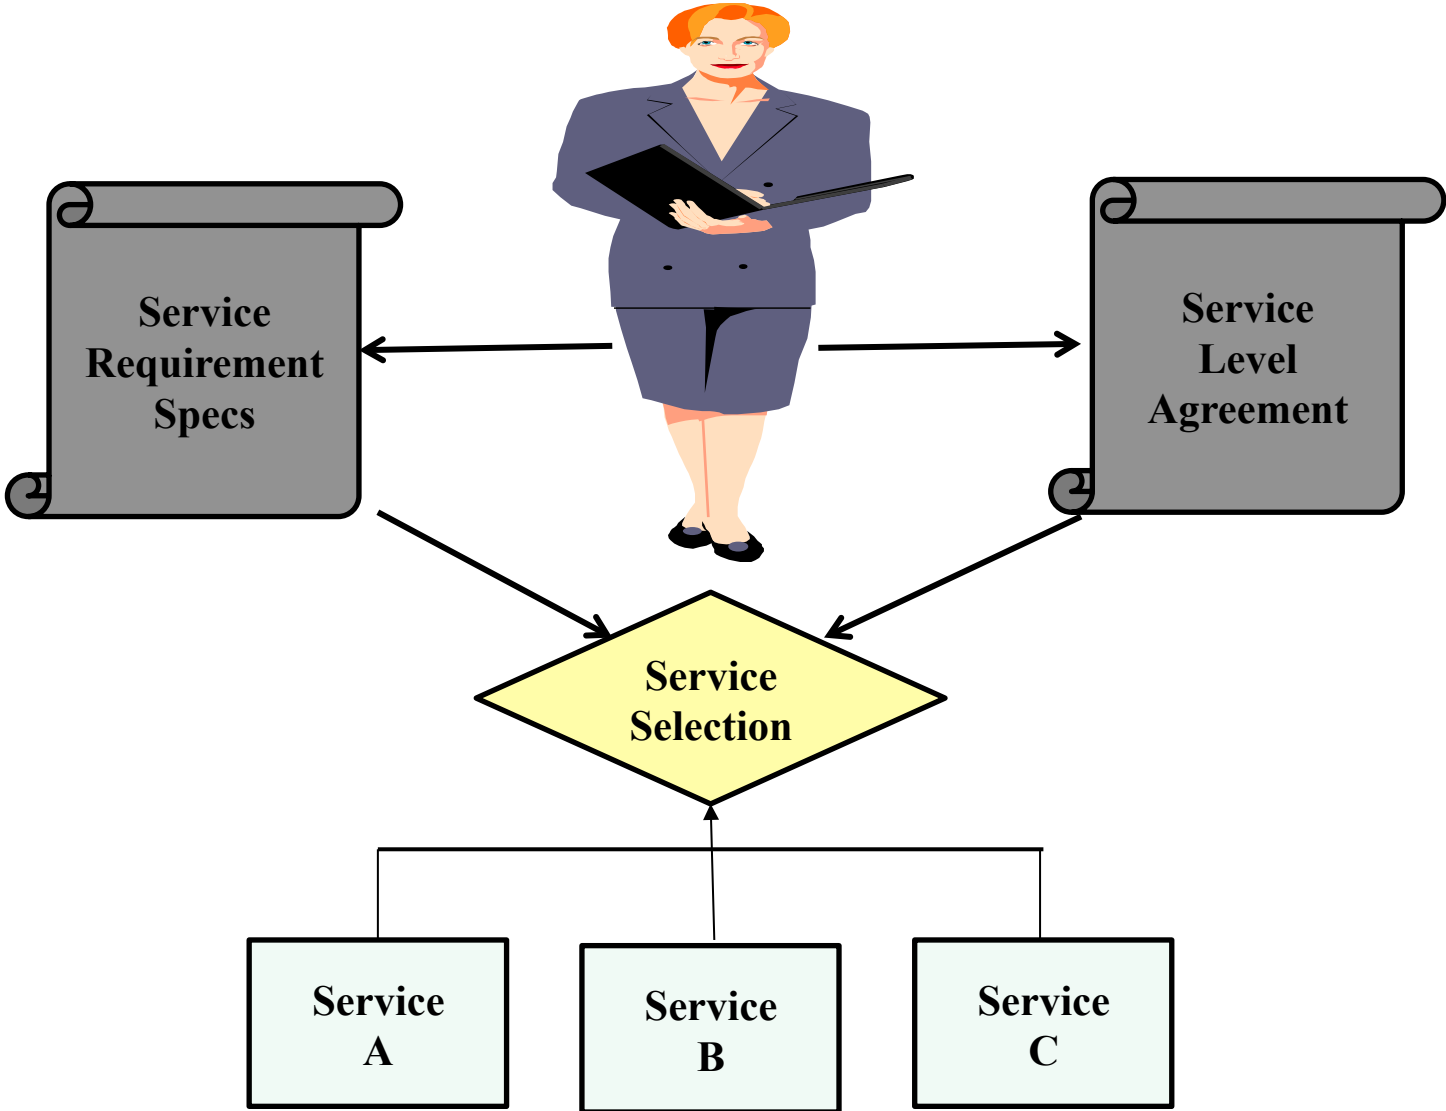 Service
Requirement
Specs
Service
Level
Agreement
Service
Selection
Service
A
Service
B
Service
C